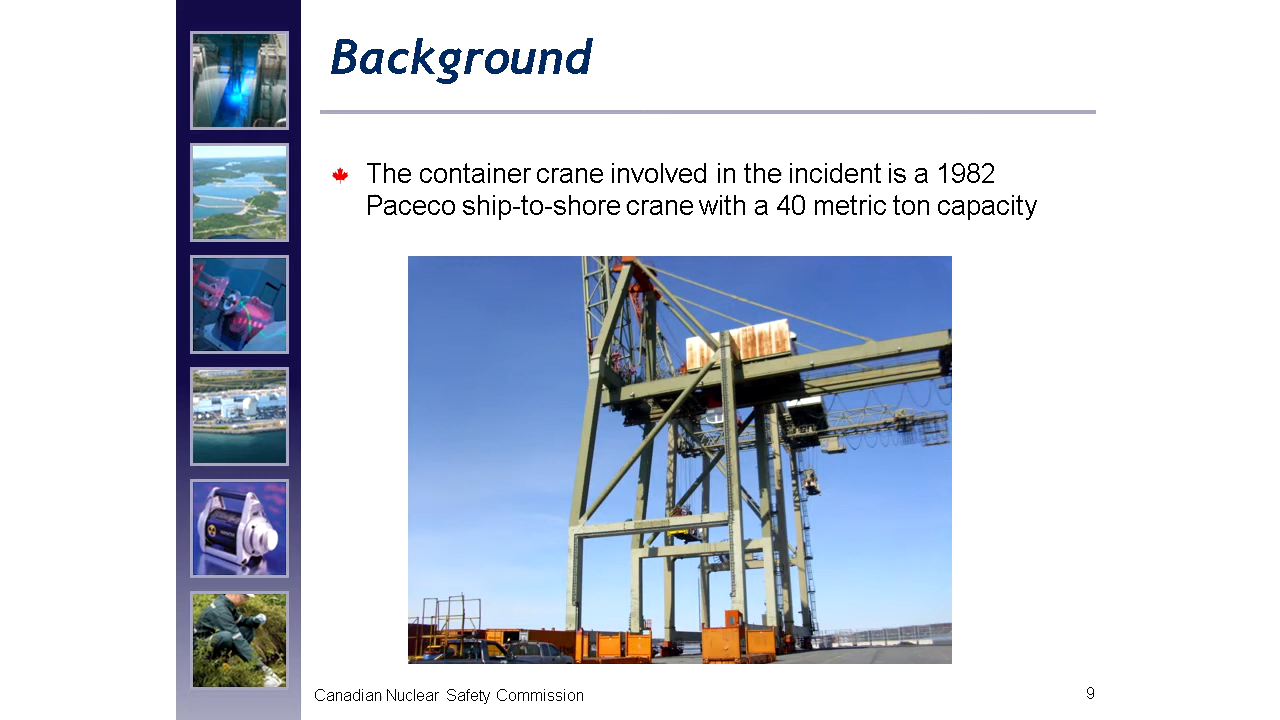 Background
The container crane involved in the incident is a 1982
Paceco ship-to-shore crane with a 40 metric ton capacity
Canadian Nuclear Safety Commission
9